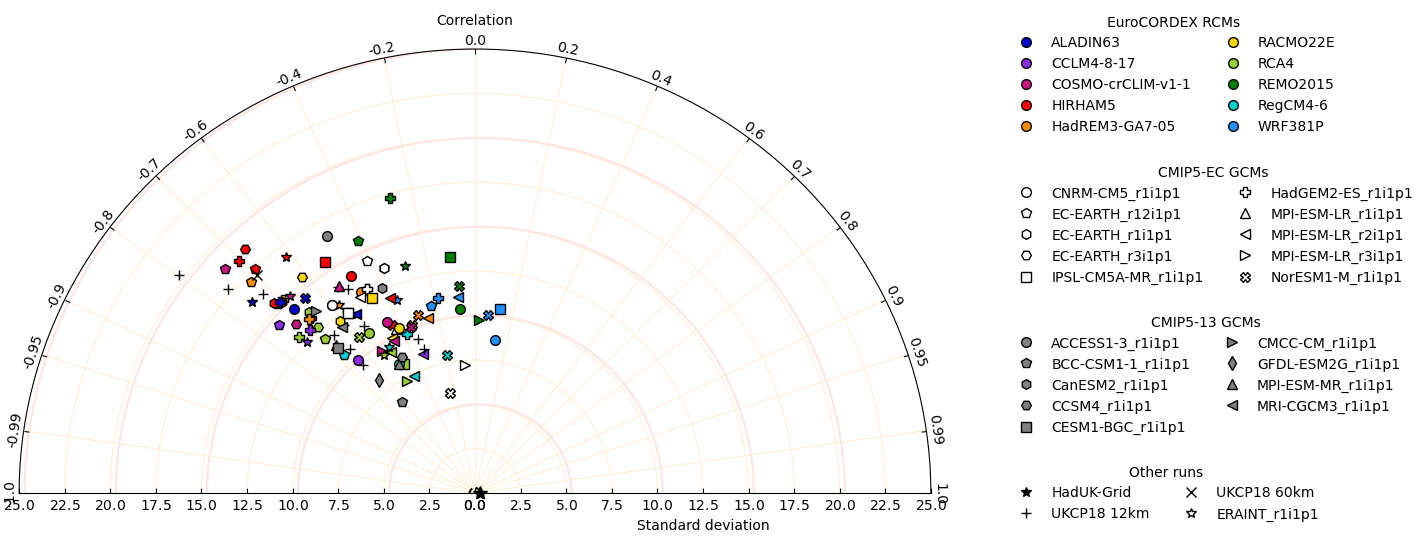 Correlation
0.0
-0.2
0.2
-0.4
0.4
-0.6
0.6
-0.7
0.7
-0.8
0.8
-0.9
0.9
-0.95
0.95
-0.99
0.99
-1.0
1.0
25.0 22.5 20.0 17.5 15.0 12.5 10.0 7.5 5.0 2.5 0.0 2.5 5.0 7.5 10.0 12.5 15.0 17.5 20.0 22.5 25.0
Standard deviation
EuroCORDEX RCMs
ALADIN63 RACMO22E
CCLM4-8-17 RCA4
COSMO-crCLIM-v1-1 REMO2015
HIRHAM5 RegCM4-6
HadREM3-GA7-05 WRF381P
CMIP5-EC GCMs
CNRM-CM5_r1i1p1 HadGEM2-ES_r1i1p1
EC-EARTH_r12i1p1 MPI-ESM-LR_r1i1p1
EC-EARTH_r1i1p1 MPI-ESM-LR_r2i1p1
EC-EARTH_r3i1p1 MPI-ESM-LR_r3i1p1
IPSL-CM5A-MR_r1i1p1 NorESM1-M_r1i1p1
CMIP5-13 GCMs
ACCESS1-3_r1i1p1 CMCC-CM_r1i1p1
BCC-CSM1-1_r1i1p1 GFDL-ESM2G_r1i1p1
CanESM2_r1i1p1 MPI-ESM-MR_r1i1p1
CCSM4_r1i1p1 MRI-CGCM3_r1i1p1
CESM1-BGC_r1i1p1
Other runs
HadUK-Grid UKCP18 60km
UKCP18 12km ERAINT_r1i1p1